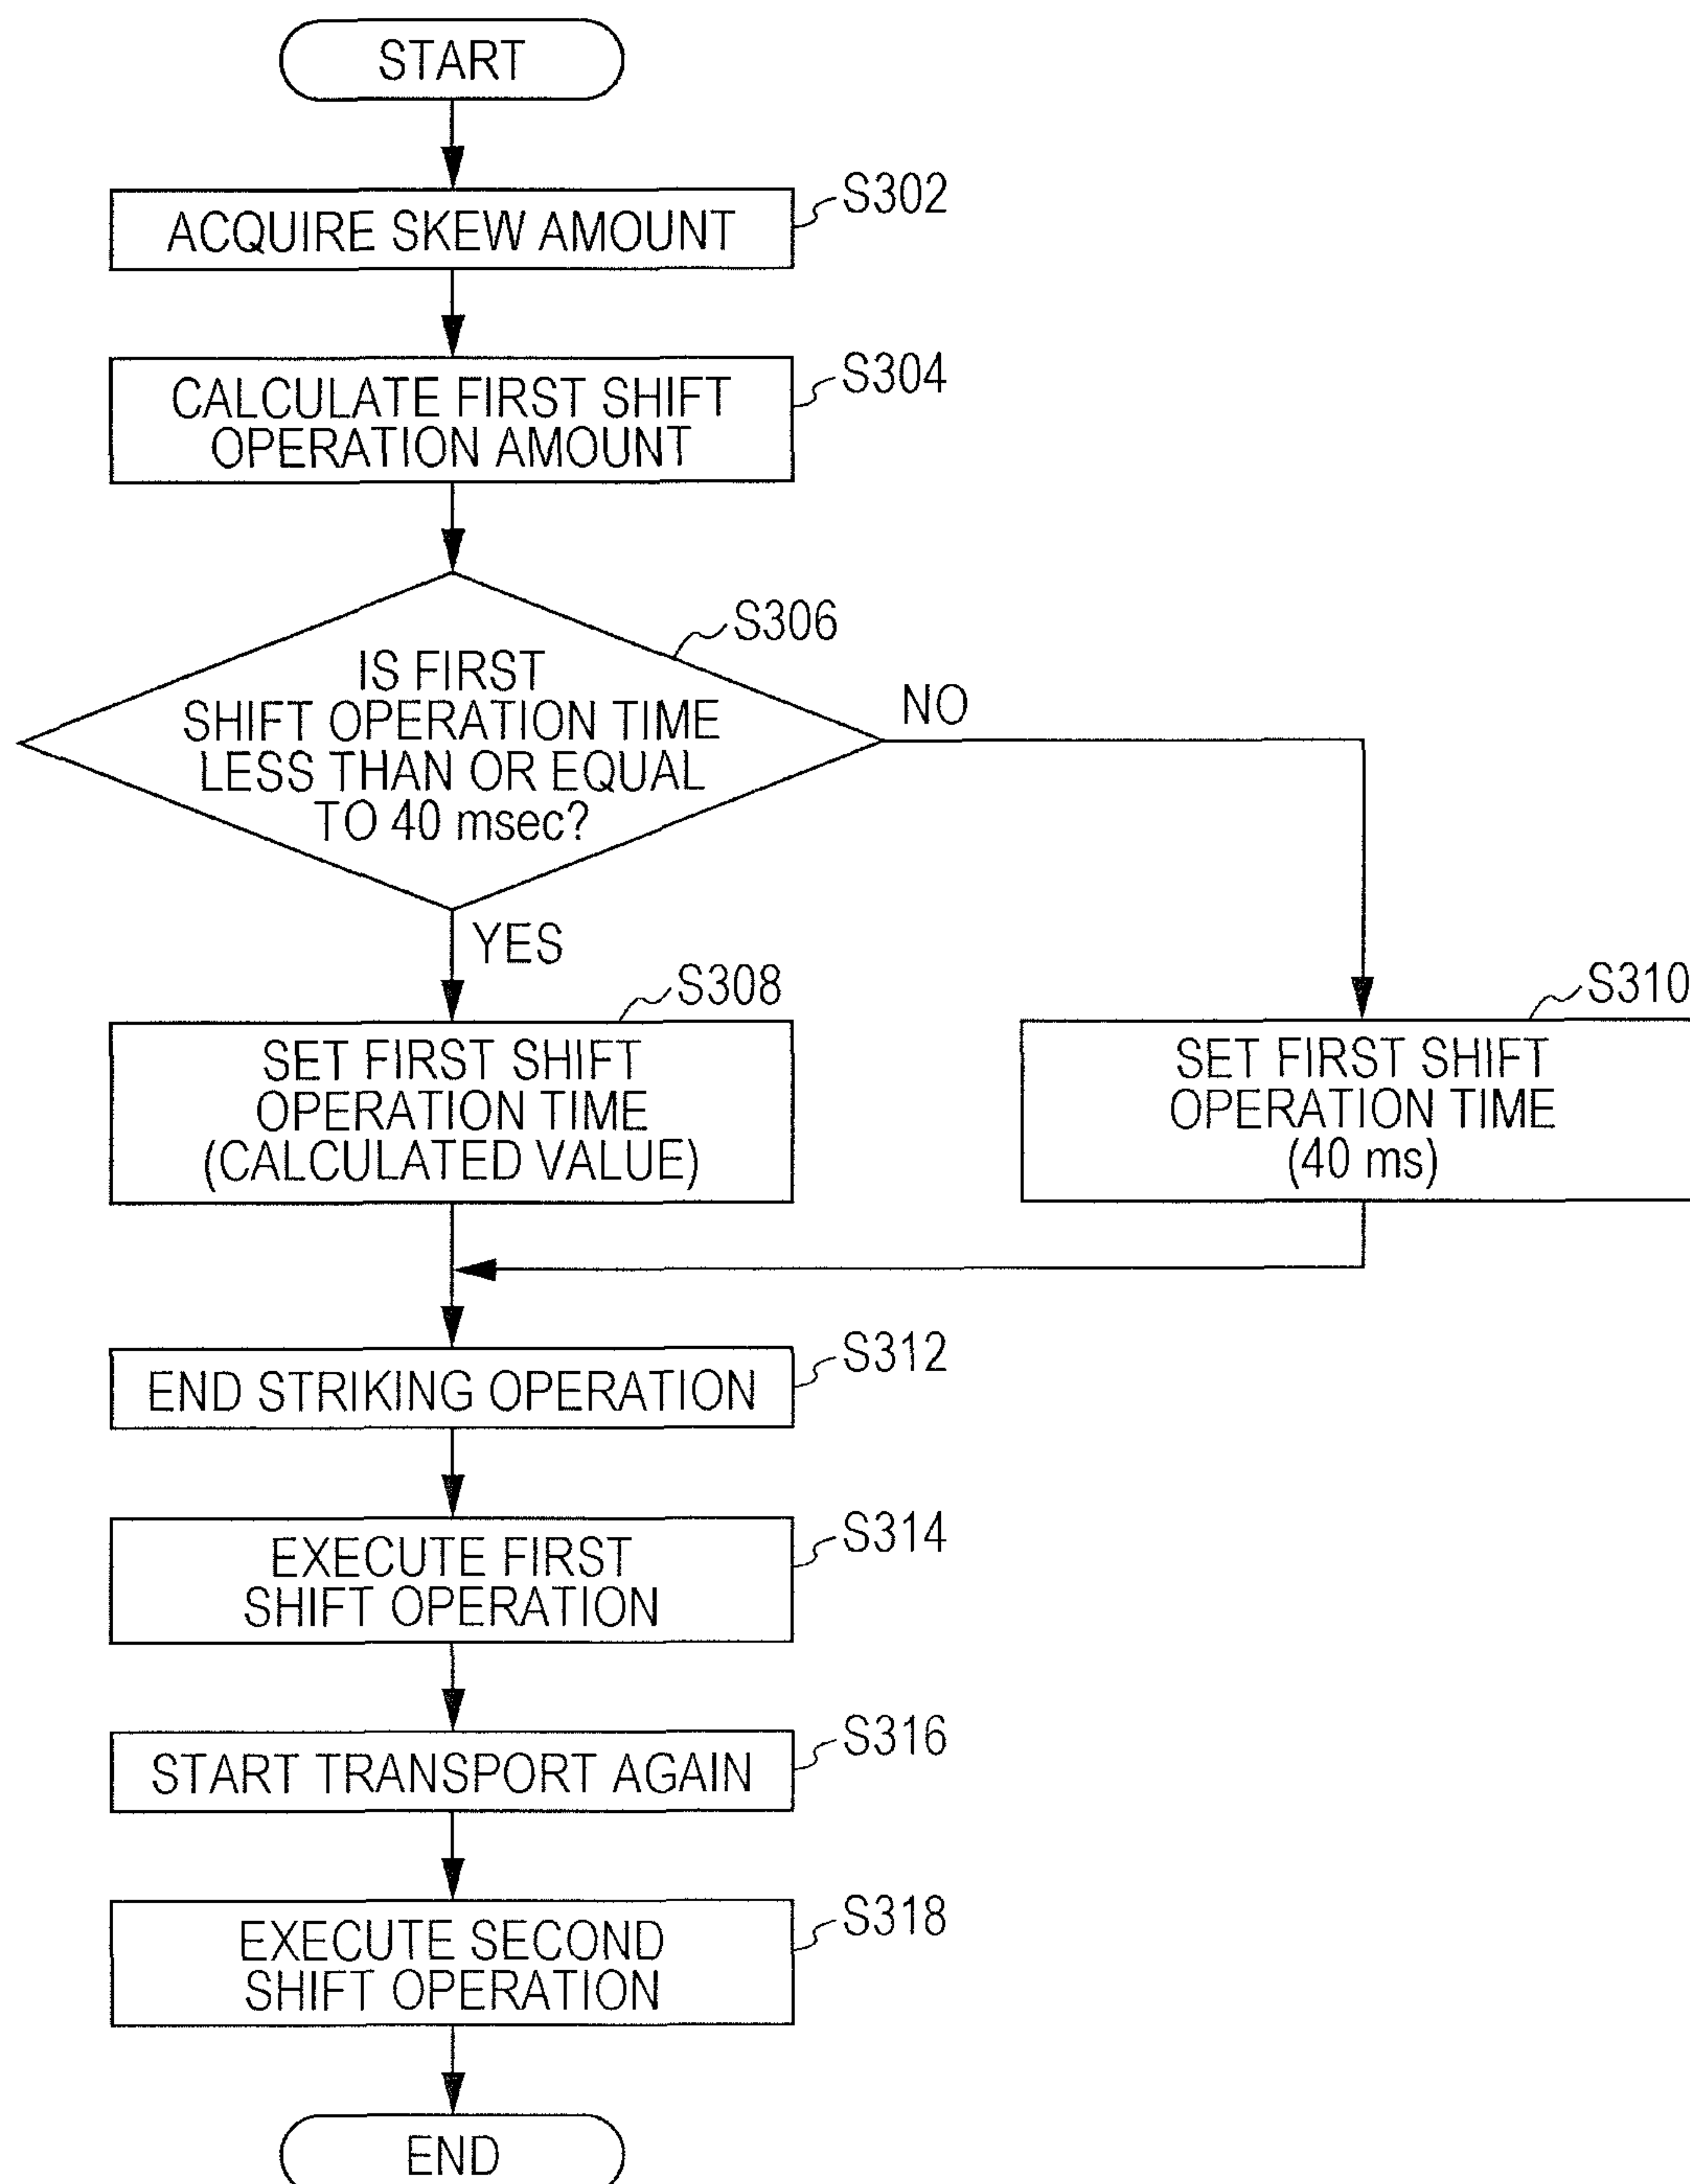 START
ACQUIRE SKEW AMOUNT
S302
CALCULATE FIRST SHIFT
OPERATION AMOUNT
S304
IS FIRST
SHIFT OPERATION TIME
LESS THAN OR EQUAL
TO 40 msec?
S306
NO
YES
S308
SET FIRST SHIFT
OPERATION TIME
(CALCULATED VALUE)
S310
SET FIRST SHIFT
OPERATION TIME
(40 ms)
END STRIKING OPERATION
S312
EXECUTE FIRST
SHIFT OPERATION
S314
START TRANSPORT AGAIN
S316
EXECUTE SECOND
SHIFT OPERATION
S318
END